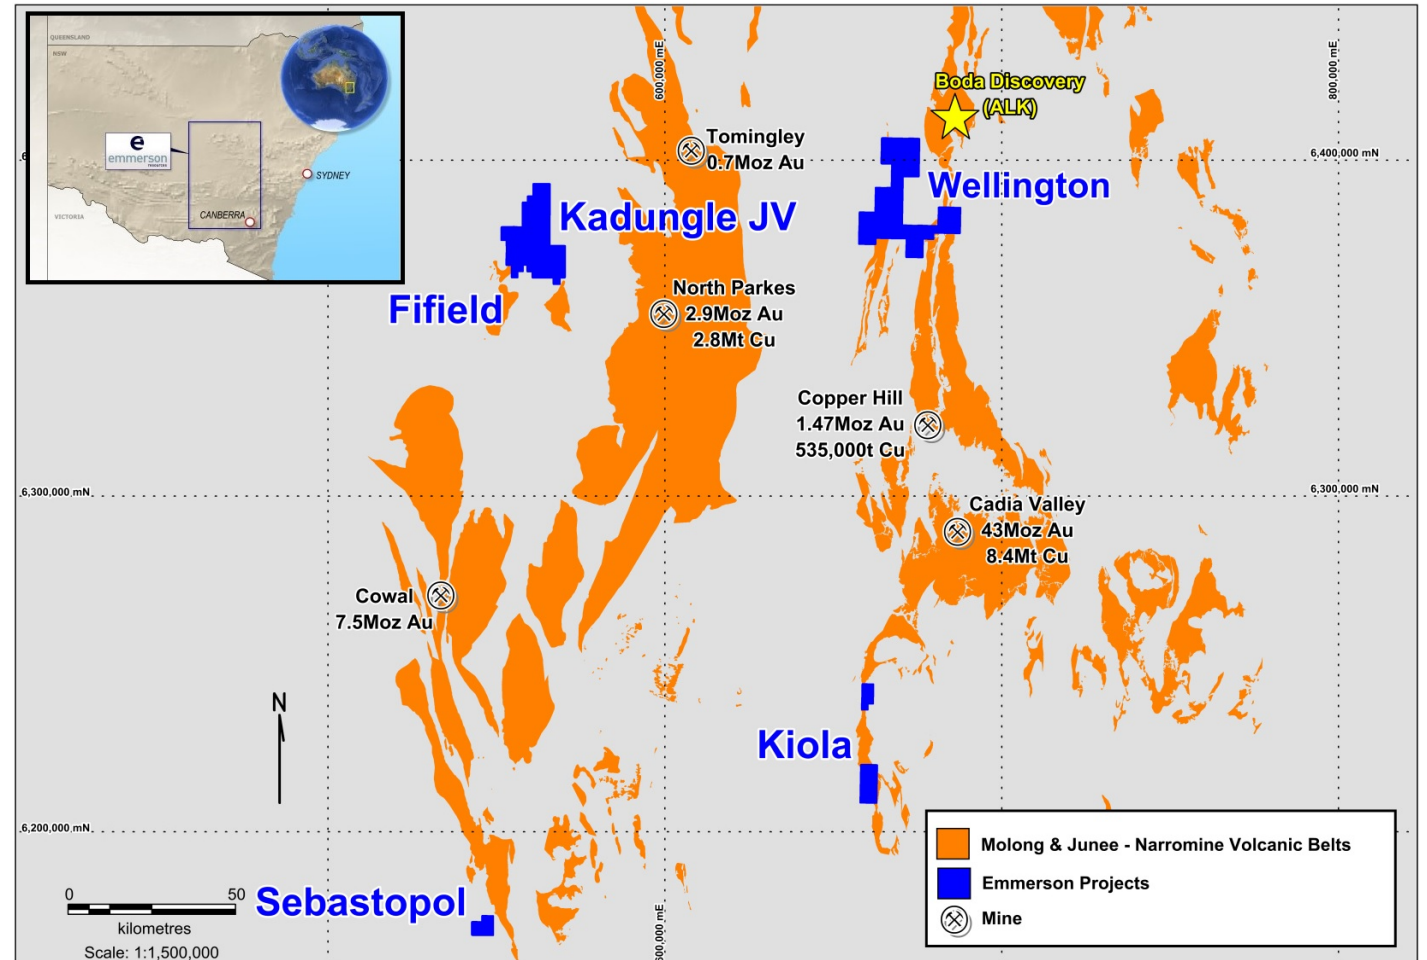 QUEENSLAND
NSW
e
emmerson
SYDNEY
CANBERRA
VICTORIA
600,000 mE
800,000 mE
Boda Discovery
(ALK)
Tomingley
0.7Moz Au
6,400,000 mN
Wellington
Kadungle JV
Fifield
North Parkes
2.9Moz Au
2.8Mt Cu
Copper Hill
1.47Moz Au
535,000t Cu
6,300,000 mN
6,300,000 mN
Cadia Valley
43Moz Au
8.4Mt Cu
Cowal
7.5Moz Au
N
Kiola
6,200,000 mN
Molong & Junee - Narromine Volcanic Belts
Emmerson Projects
Mine
Sebastopol
0 50
kilometres
Scale: 1:1,500,000